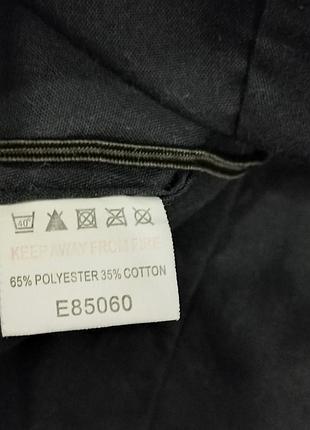 40°
KEEP AWAY FROM FIRE
65% POLYESTER 35% COTTON
E85060